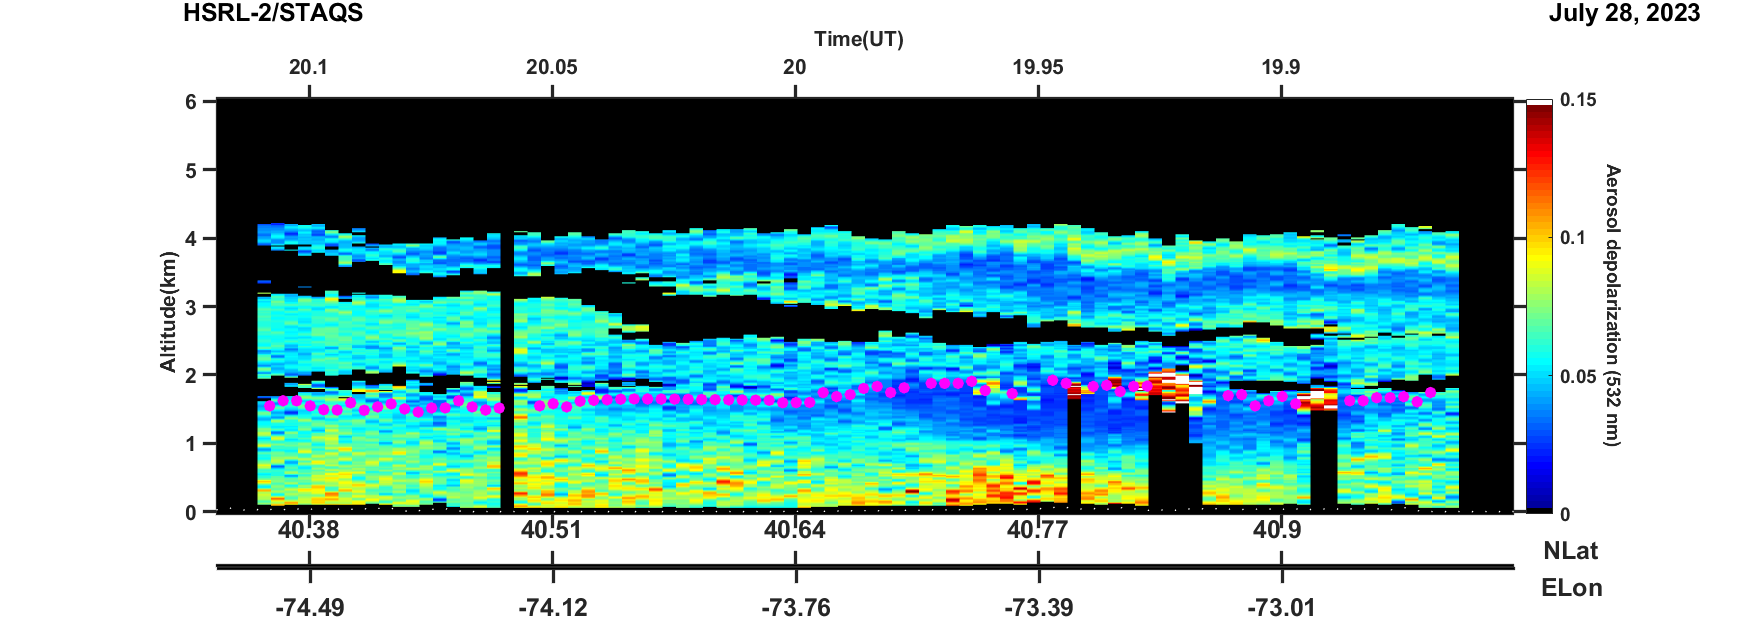 HSRL-2/STAQS
July 28, 2023
Time(UT)
20.1 20.05 20 19.95 19.9
6
5
4
3
2
1
0
Altitude(km)
0.15
0.1
0.05
0
Aerosol depolarization (532 nm)
40.38 40.51 40.64 40.77 40.9
NLat
ELon
-74.49 -74.12 -73.76 -73.39 -73.01